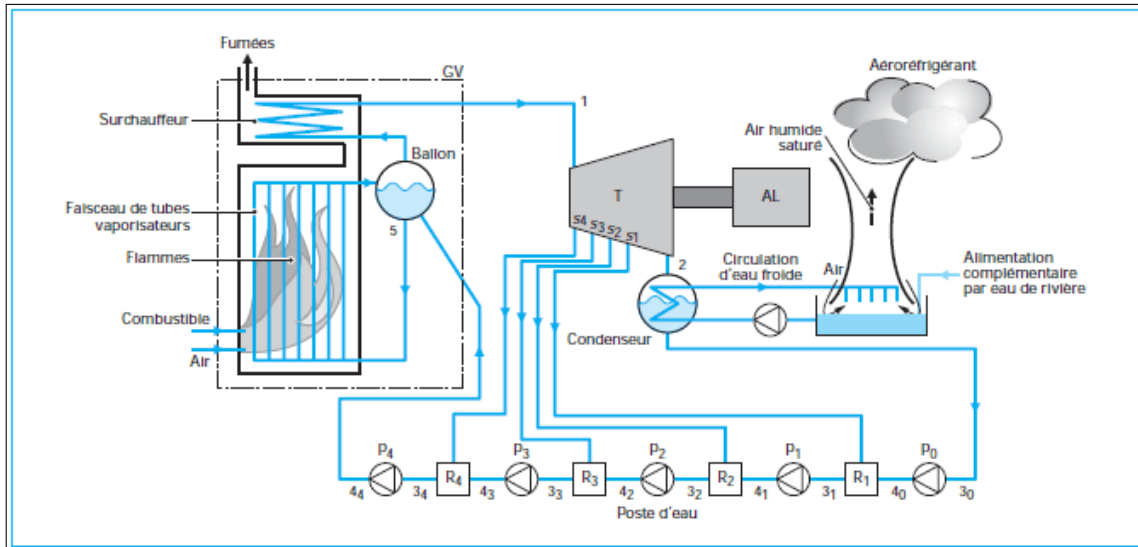 Fumées
GV
Surchauffeur
Ballon
Faisceau de tubes
vaporisateurs
5
Flammes
Combustible
Air
1
T
AL
s4
s3
s2
s1
2
Circulation
d'eau froide
Condenseur
Aéroréfrigérant
Air humide
saturé
Air
Alimentation
complémentaire
par eau de rivière
P4
P3
P2
P1
P0
44
34
R4
43
33
R3
42
32
R2
41
31
R1
40
30
Poste d'eau